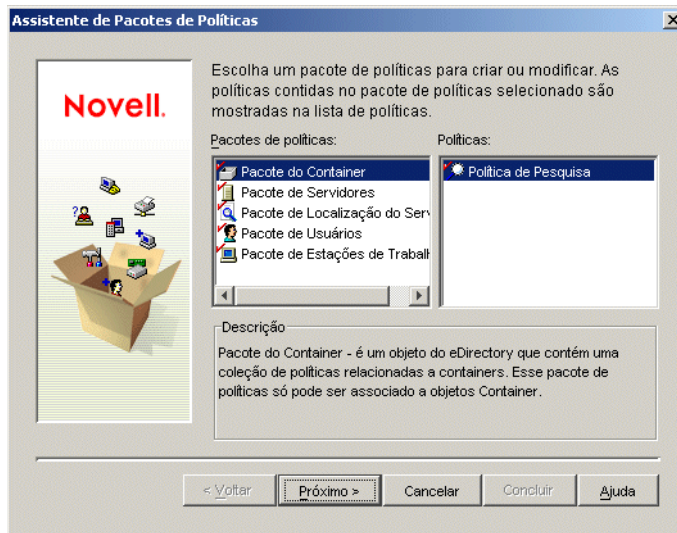 Assistente de Pacotes de Políticas
Novell.
Escolha um pacote de políticas para criar ou modificar. As
políticas contidas no pacote de políticas selecionado são
mostradas na lista de políticas.
Pacotes de políticas:
Pacote do Container
Pacote de Servidores
Pacote de Localização do Serv
Pacote de Usuários
Pacote de Estações de Trabalh
Políticas:
Política de Pesquisa
Descrição
Pacote do Container - é um objeto do eDirectory que contém uma
coleção de políticas relacionadas a containers. Esse pacote de
políticas só pode ser associado a objetos Container.
< Voltar
Próximo >
Cancelar
Concluir
Ajuda